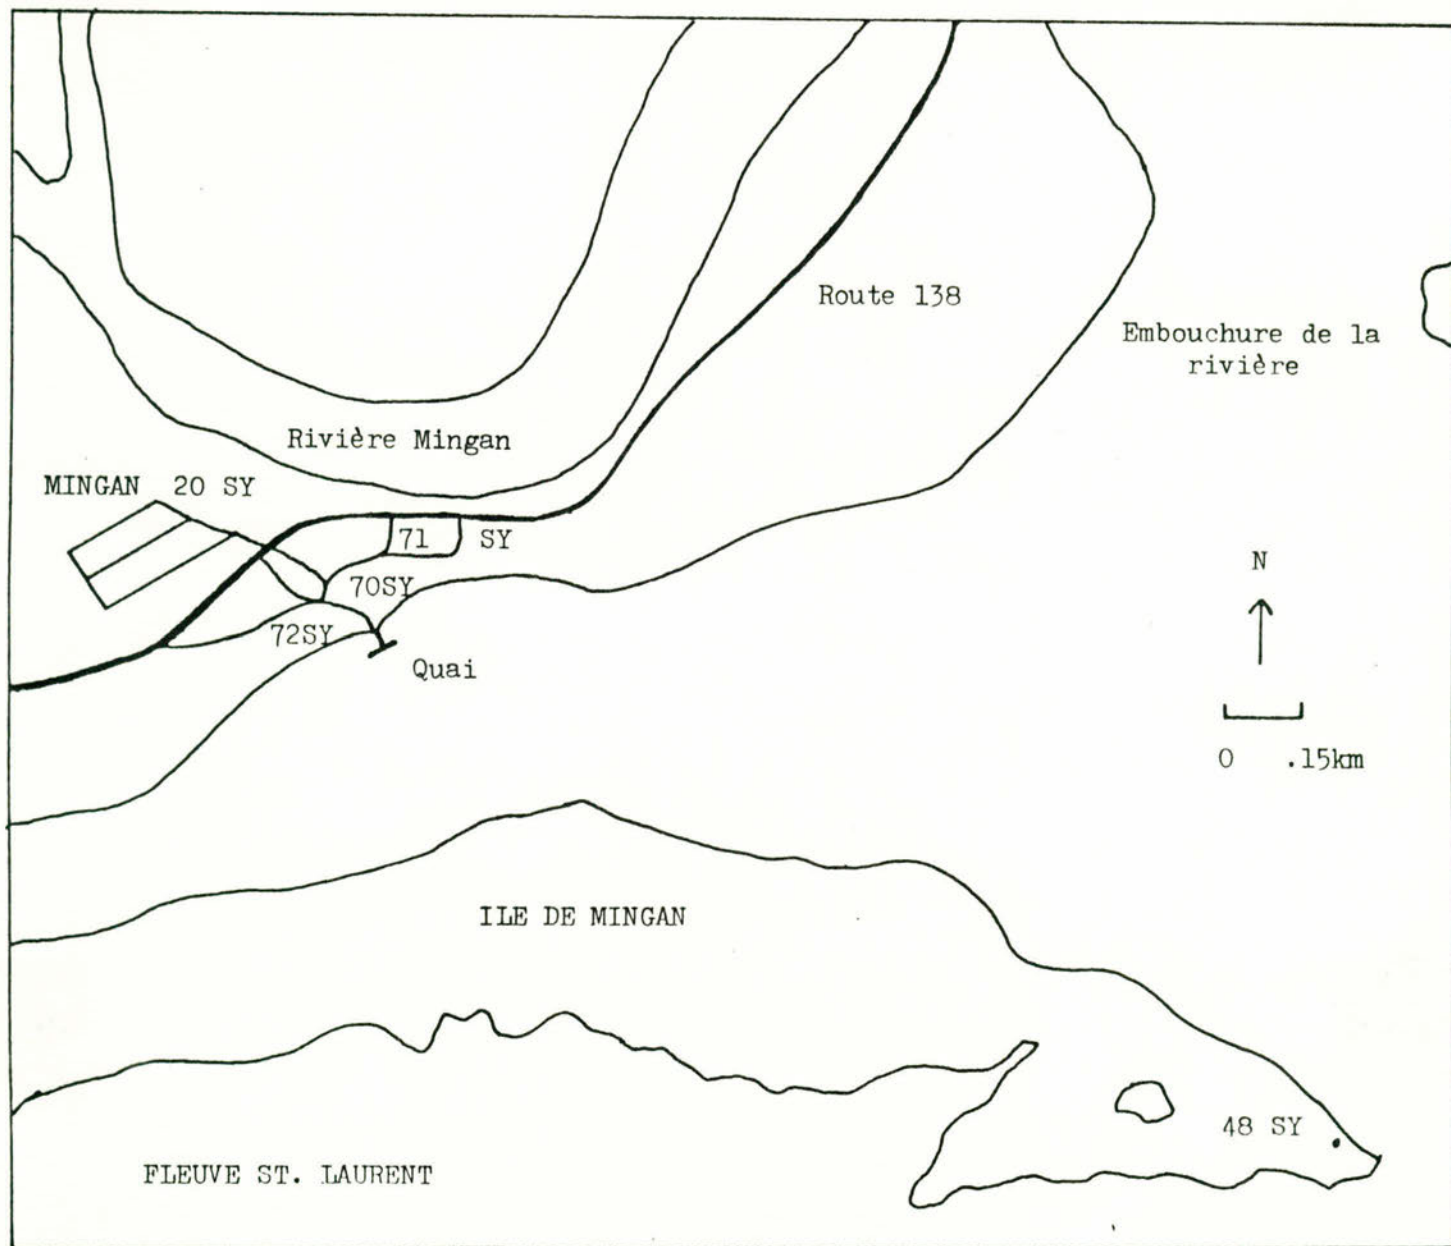 Route 138
Embouchure de la
rivière
Rivière Mingan
MINGAN 20 SY
71 SY
70SY
72SY
Quai
N
0 .15km
ILE DE MINGAN
48 SY
FLEUVE ST. LAURENT